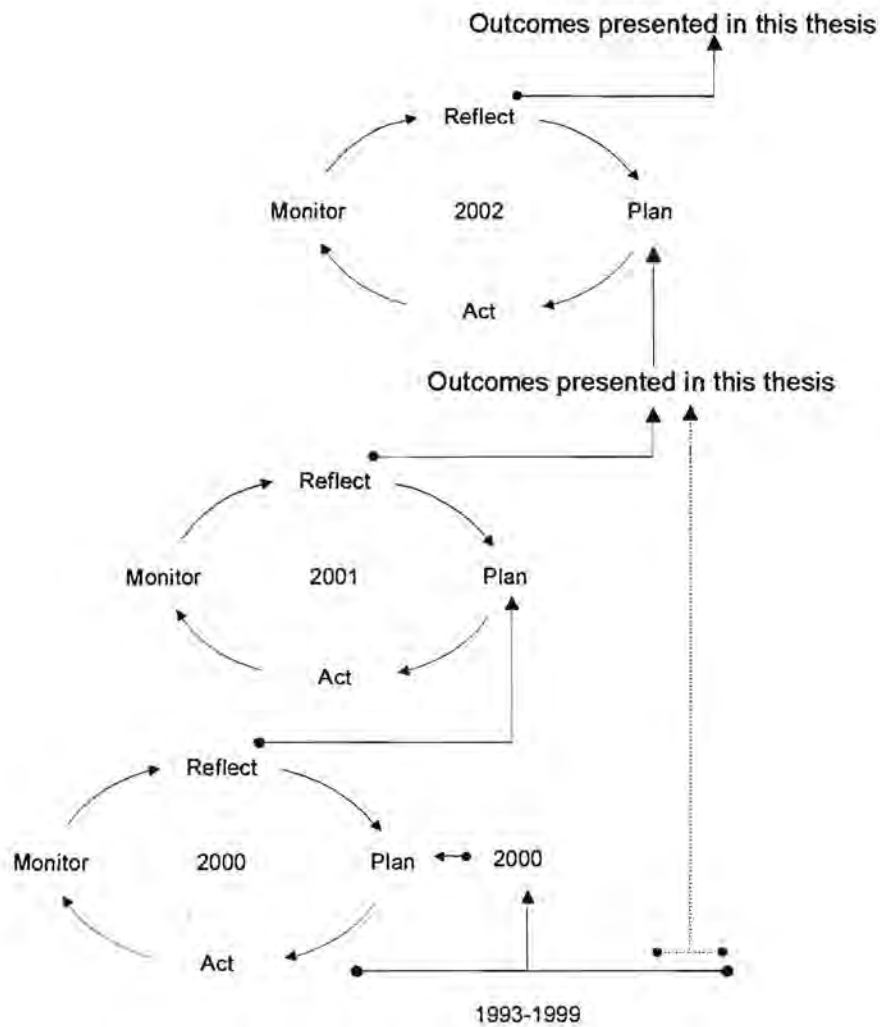 Outcomes presented in this thesis
Reflect
Monitor 2002 Plan
Act
Outcomes presented in this thesis
Reflect
Monitor 2001 Plan
Act
Reflect
Monitor 2000 Plan 2000
Act
1993-1999